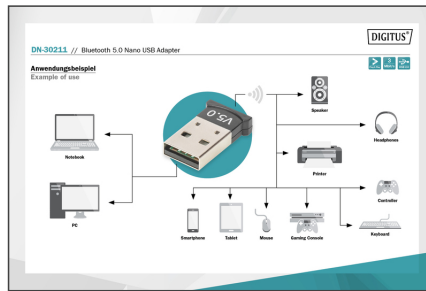 DIGITUS®
DN-30211 // Bluetooth 5.0 Nano USB Adapter
Anwendungsbeispiel
Example of use
V5.0
Speaker
Notebook
Headphones
Printer
PC
Controller
Smartphone
Tablet
Mouse
Gaming Console
Keyboard